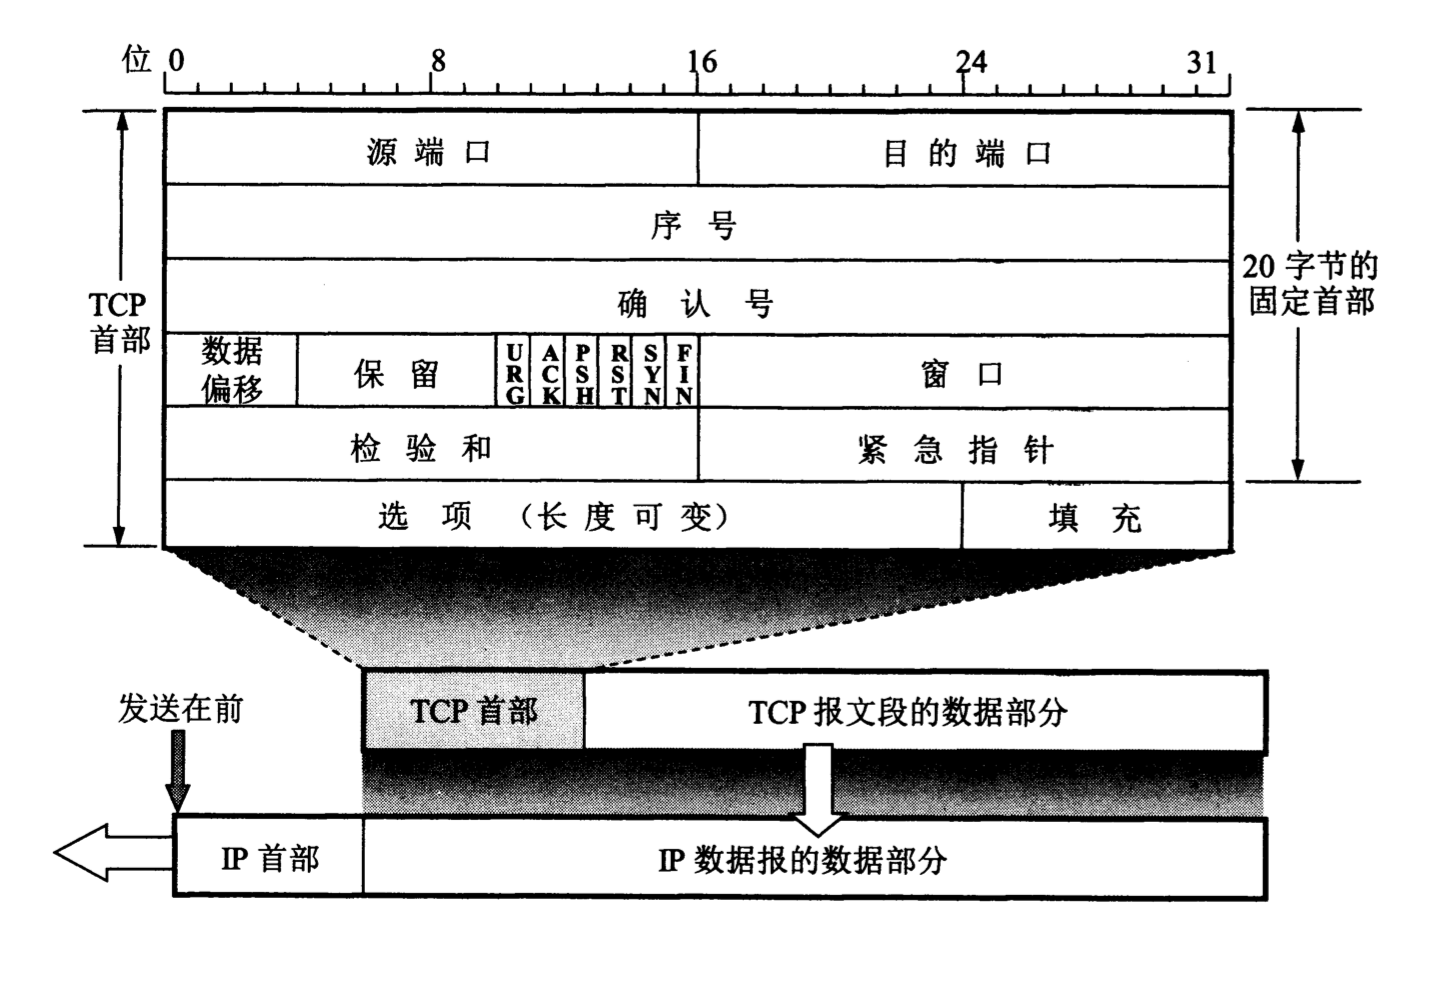 位 0 8 16 24 31
源端口 目的端口
序号
确认号
20 字节的
固定首部
TCP
首部
数据
偏移
保留
URG
ACK
PSH
RST
SYN
FIN
窗口
检验和 紧急指针
选项 (长度可变) 填充
发送在前
TCP 首部 TCP 报文段的数据部分
IP 首部 IP 数据报的数据部分